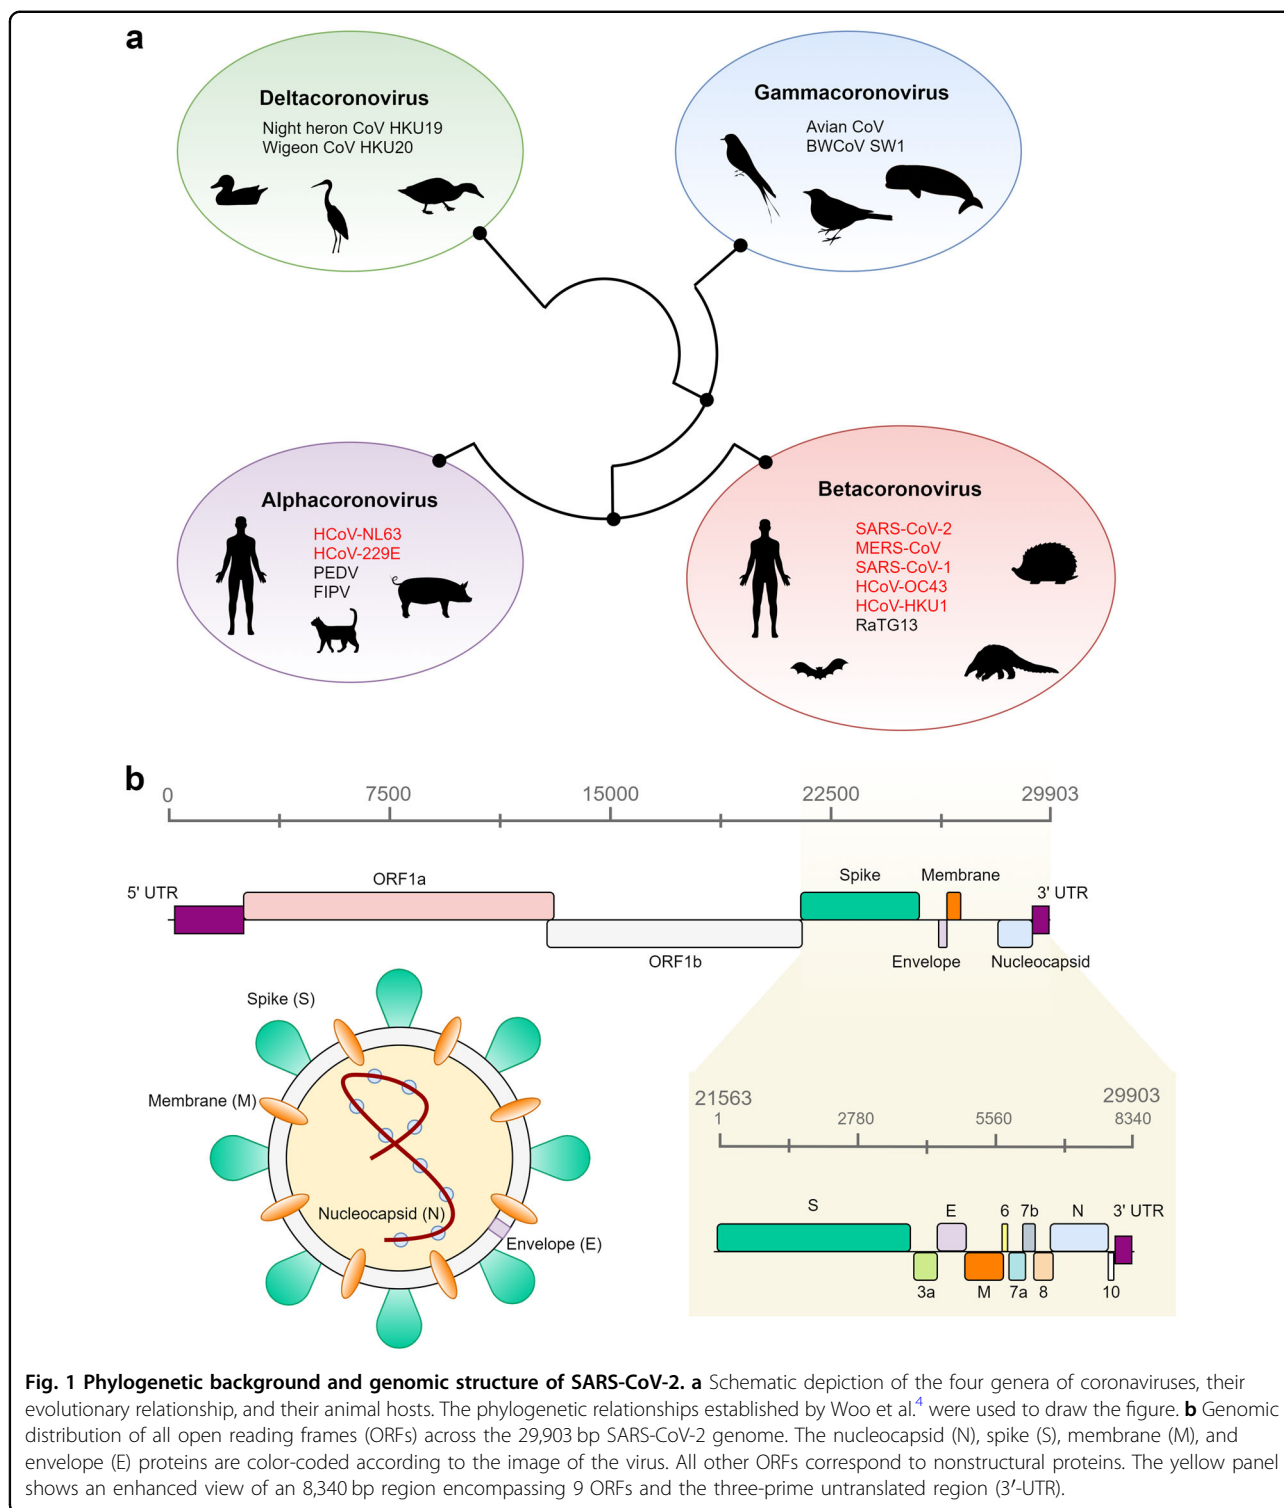 a
Deltacoronovirus
Night heron CoV HKU19
Wigeon CoV HKU20
Gammacoronovirus
Avian CoV
BWCoV SW1
Alphacoronovirus
HCoV-NL63
HCoV-229E
PEDV
FIPV
Betacoronovirus
SARS-CoV-2
MERS-CoV
SARS-CoV-1
HCoV-OC43
HCoV-HKU1
RaTG13
b
0 7500 15000 22500 29903
5' UTR
ORF1a
Spike
Membrane
3' UTR
ORF1b
Envelope
Nucleocapsid
Spike (S)
Membrane (M)
Nucleocapsid (N)
Envelope (E)
21563 29903
1 2780 5560 8340
S E 6 7b N 3' UTR
3a M 7a 8 10
Fig. 1 Phylogenetic background and genomic structure of SARS-CoV-2. a Schematic depiction of the four genera of coronaviruses, their
evolutionary relationship, and their animal hosts. The phylogenetic relationships established by Woo et al.4 were used to draw the figure. b Genomic
distribution of all open reading frames (ORFs) across the 29,903 bp SARS-CoV-2 genome. The nucleocapsid (N), spike (S), membrane (M), and
envelope (E) proteins are color-coded according to the image of the virus. All other ORFs correspond to nonstructural proteins. The yellow panel
shows an enhanced view of an 8,340 bp region encompassing 9 ORFs and the three-prime untranslated region (3′-UTR).